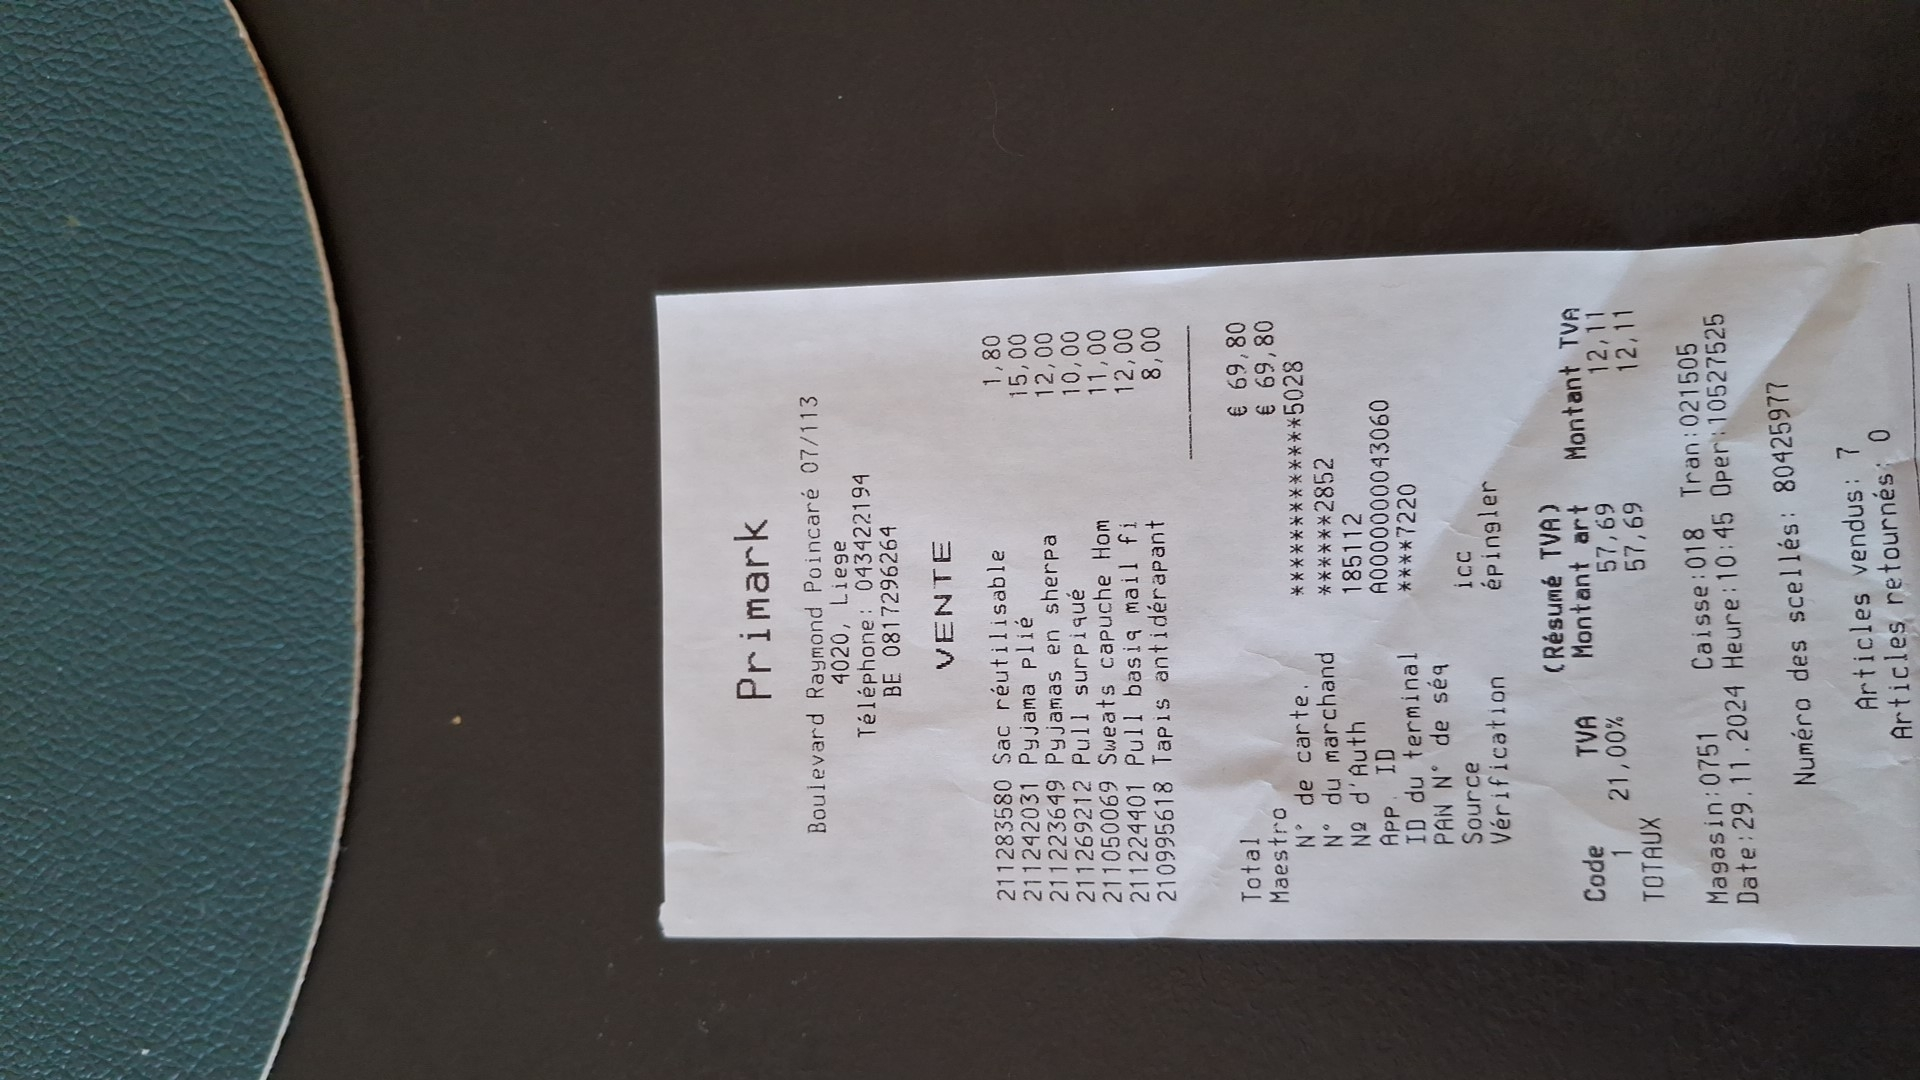 Primark
Boulevard Raymond Poincaré 07/113
4020, Liege
Téléphone: 043422194
BE 0817296264
VENTE
211283580 Sac réutilisable 1,80
211242031 Pyjama plié 15,00
211223649 Pyjamas en sherpa 12,00
211269212 Pull surpiqué 10,00
211050069 Sweats capuche Hom 11,00
211224401 Pull basiq mail fi 12,00
210995618 Tapis antidérapant 8,00
Total € 69,80
Maestro € 69,80
N° de carte. ***************5028
N° du marchand ******2852
Nº d'Auth 185112
App. ID A0000000043060
ID du terminal ****7220
PAN N° de séq
Source icc
Vérification épingler
(Résumé TVA)
Code TVA Montant art Montant TVA
1 21,00% 57,69 12,11
TOTAUX 57,69 12,11
Magasin:0751 Caisse:018 Tran:021505
Date:29.11.2024 Heure:10:45 Oper:10527525
Numéro des scellés: 80425977
Articles vendus: 7
Articles retournés: 0